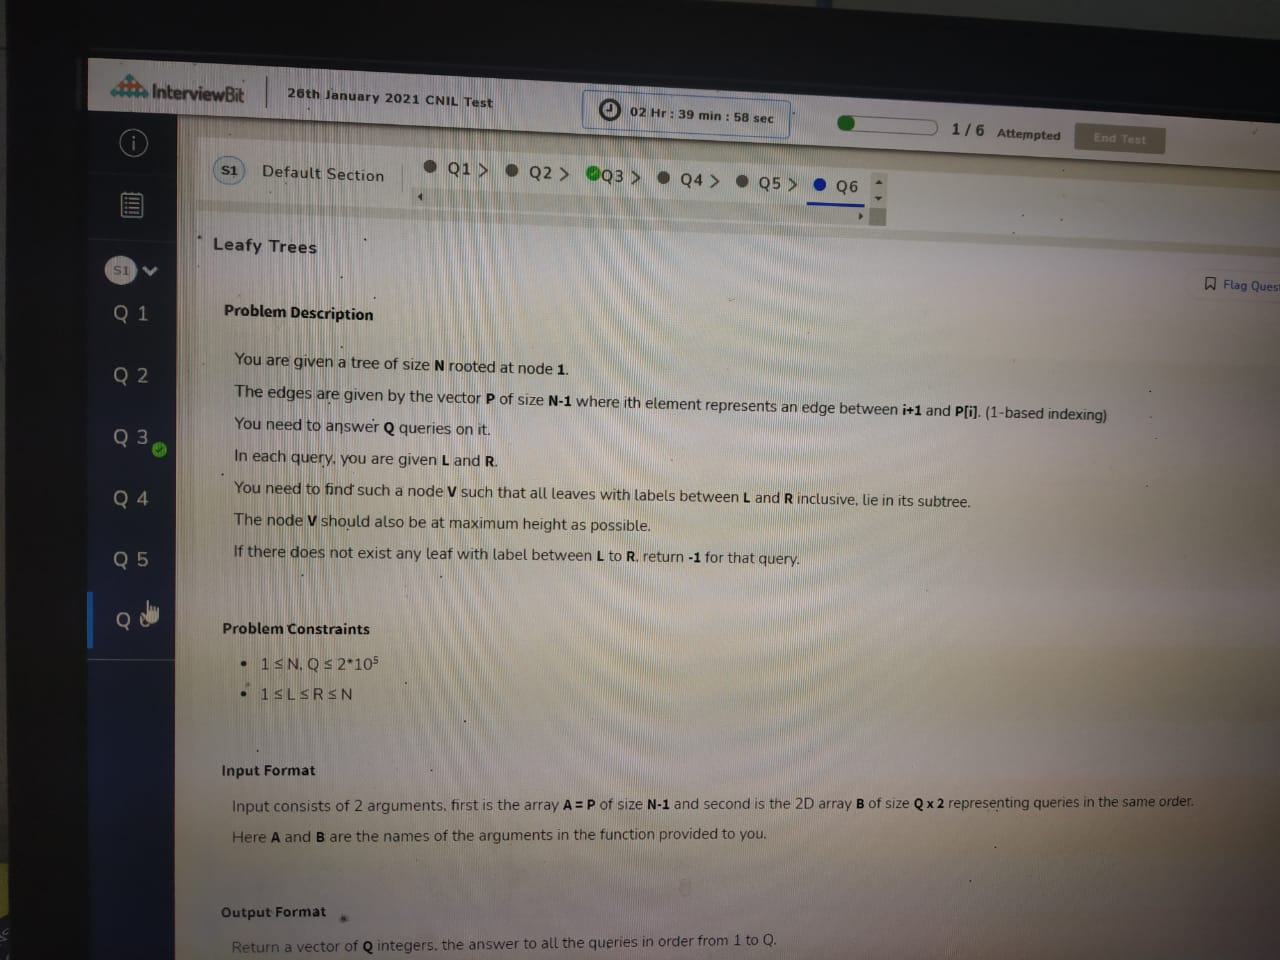 InterviewBit
26th January 2021 CNIL Test
02 Hr : 39 min : 58 sec
1 / 6 Attempted
End Test
S1 Default Section
Q1 > Q2 > Q3 > Q4 > Q5 > Q6
Leafy Trees
Flag Ques
S1
Q 1
Q 2
Q 3
Q 4
Q 5
Q
Problem Description
You are given a tree of size N rooted at node 1.
The edges are given by the vector P of size N-1 where ith element represents an edge between i+1 and P[i]. (1-based indexing)
You need to answer Q queries on it.
In each query, you are given L and R.
You need to find such a node V such that all leaves with labels between L and R inclusive, lie in its subtree.
The node V should also be at maximum height as possible.
If there does not exist any leaf with label between L to R, return -1 for that query.
Problem Constraints
• 1 ≤ N, Q ≤ 2*10⁵
• 1 ≤ L ≤ R ≤ N
Input Format
Input consists of 2 arguments, first is the array A = P of size N-1 and second is the 2D array B of size Q x 2 representing queries in the same order.
Here A and B are the names of the arguments in the function provided to you.
Output Format
Return a vector of Q integers, the answer to all the queries in order from 1 to Q.